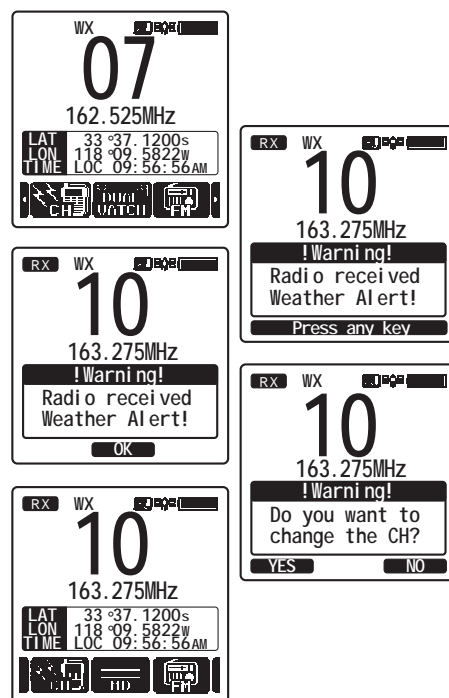 WX
07
162.525MHz
LAT 33 °37.1200s
LON 118 °09.5822w
TIME LOC 09:56:56AM
CH DUAL WATCH FM
RX WX
10
163.275MHz
!Warning!
Radio received
Weather Alert!
OK
RX WX
10
163.275MHz
LAT 33 °37.1200s
LON 118 °09.5822w
TIME LOC 09:56:56AM
FM
RX WX
10
163.275MHz
!Warning!
Radio received
Weather Alert!
Press any key
RX WX
10
163.275MHz
!Warning!
Do you want to
change the CH?
YES NO